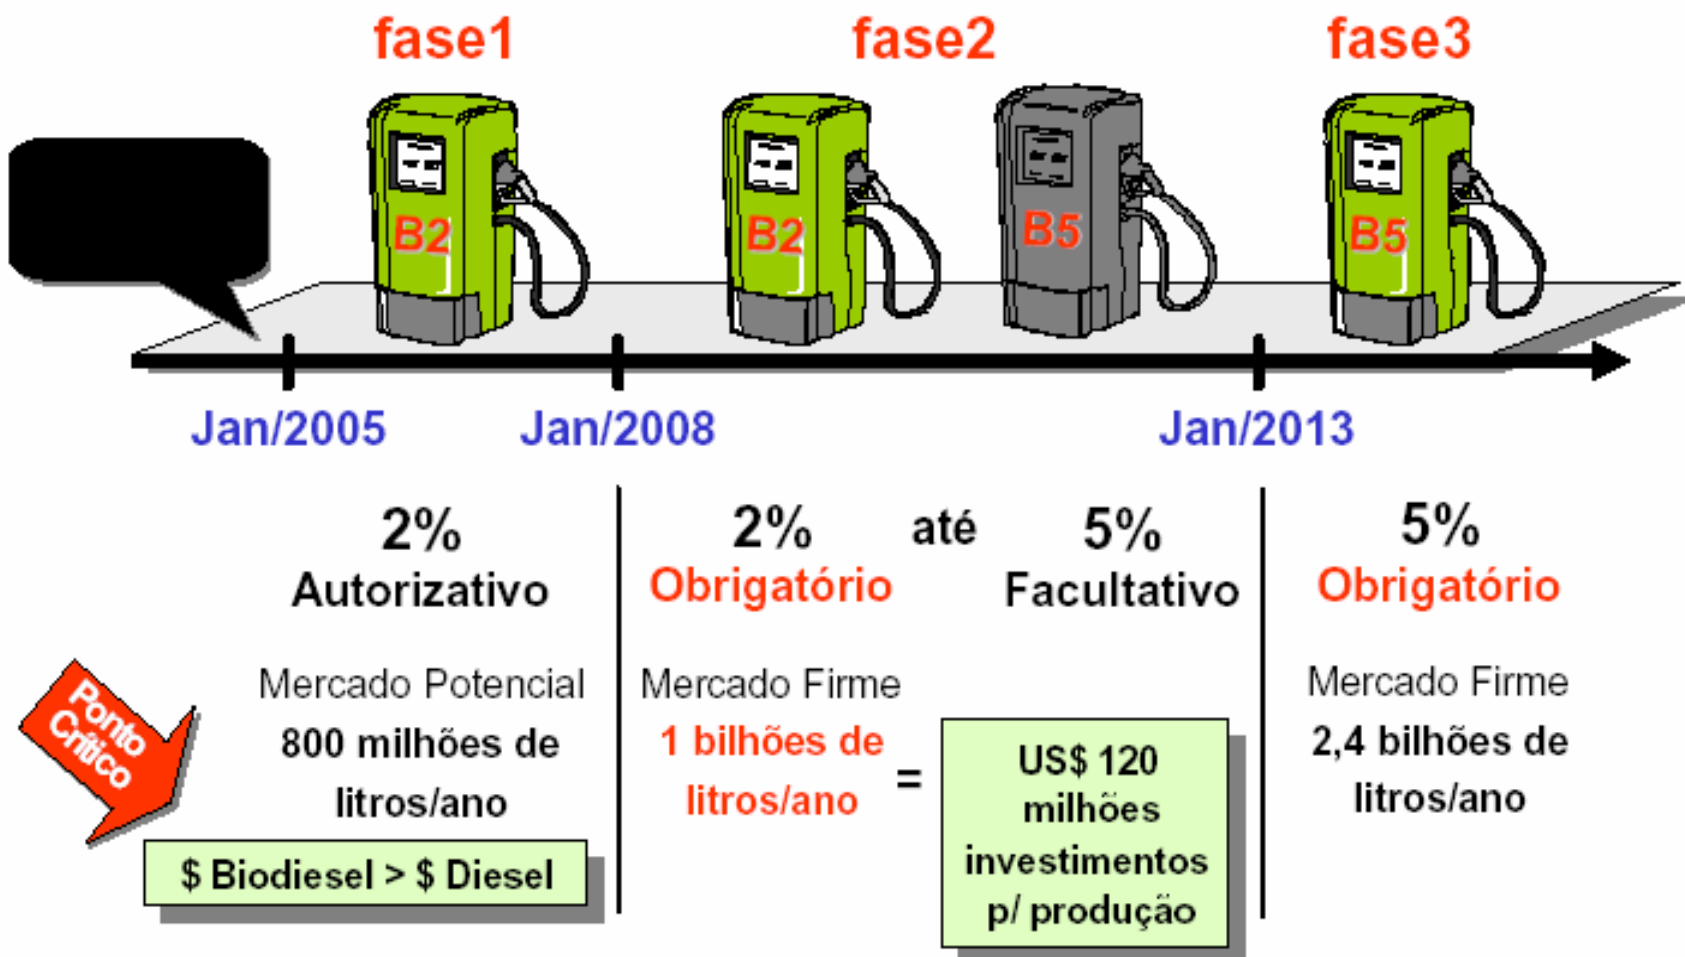 fase1
fase2
fase3
B2
B2
B5
B5
Jan/2005
Jan/2008
Jan/2013
2%
Autorizativo
2% até 5%
Obrigatório
Facultativo
5%
Obrigatório
Ponto
Crítico
Mercado Potencial
800 milhões de
litros/ano
$ Biodiesel > $ Diesel
Mercado Firme
1 bilhões de
litros/ano
=
US$ 120
milhões
investimentos
p/ produção
Mercado Firme
2,4 bilhões de
litros/ano